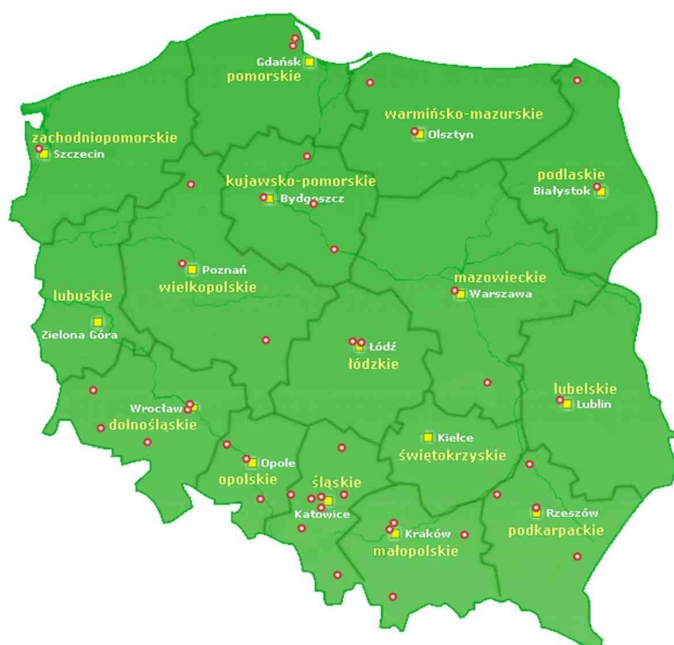 Gdańsk
pomorskie
warmińsko-mazurskie
Olsztyn
zachodniopomorskie
Szczecin
podlaskie
Białystok
kujawsko-pomorskie
Bydgoszcz
Poznań
wielkopolskie
mazowieckie
Warszawa
lubuskie
Zielona Góra
Łódź
łódzkie
lubelskie
Lublin
Wrocław
dolnośląskie
Kielce
świętokrzyskie
Opole
opolskie
śląskie
Katowice
Rzeszów
podkarpackie
Kraków
małopolskie